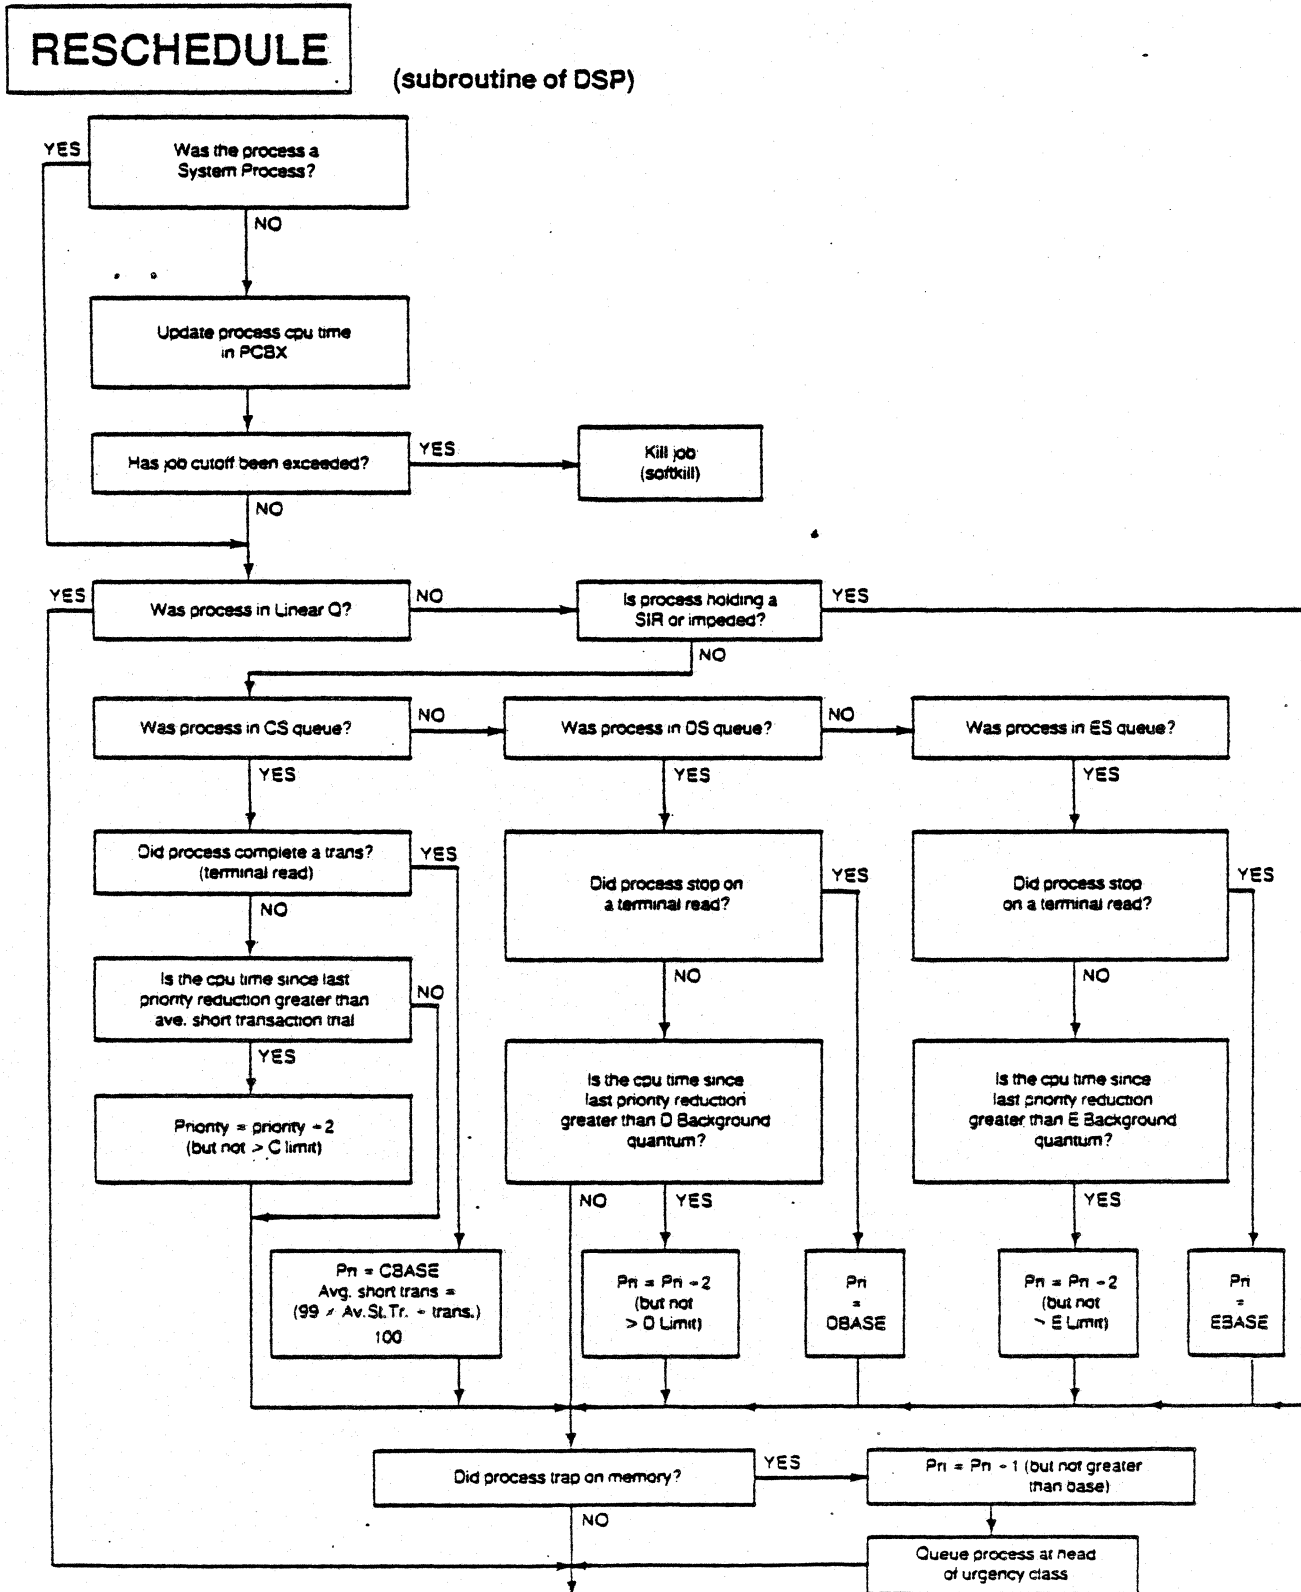 RESCHEDULE
(subroutine of DSP)
YES
Was the process a
System Process?
NO
Update process cpu time
in PCBX
Has job cutoff been exceeded?
YES
Kill job
(softkill)
NO
YES
Was process in Linear Q?
NO
Is process holding a
SIR or impeded?
YES
NO
Was process in CS queue?
NO
Was process in DS queue?
NO
Was process in ES queue?
YES
YES
YES
Did process complete a trans?
(terminal read)
YES
Did process stop on
a terminal read?
YES
Did process stop
on a terminal read?
YES
NO
NO
NO
Is the cpu time since last
priority reduction greater than
ave. short transaction trial
NO
YES
Is the cpu time since
last priority reduction
greater than D Background
quantum?
Is the cpu time since
last priority reduction
greater than E Background
quantum?
Priority = priority + 2
(but not > C limit)
NO
YES
YES
Pri = CBASE
Avg. short trans =
(99 × Av.St.Tr. + trans.)
100
Pri = Pri + 2
(but not
> D Limit)
Pri
=
DBASE
Pri = Pri + 2
(but not
> E Limit)
Pri
=
EBASE
Did process trap on memory?
YES
Pri = Pri - 1 (but not greater
than base)
NO
Queue process at head
of urgency class